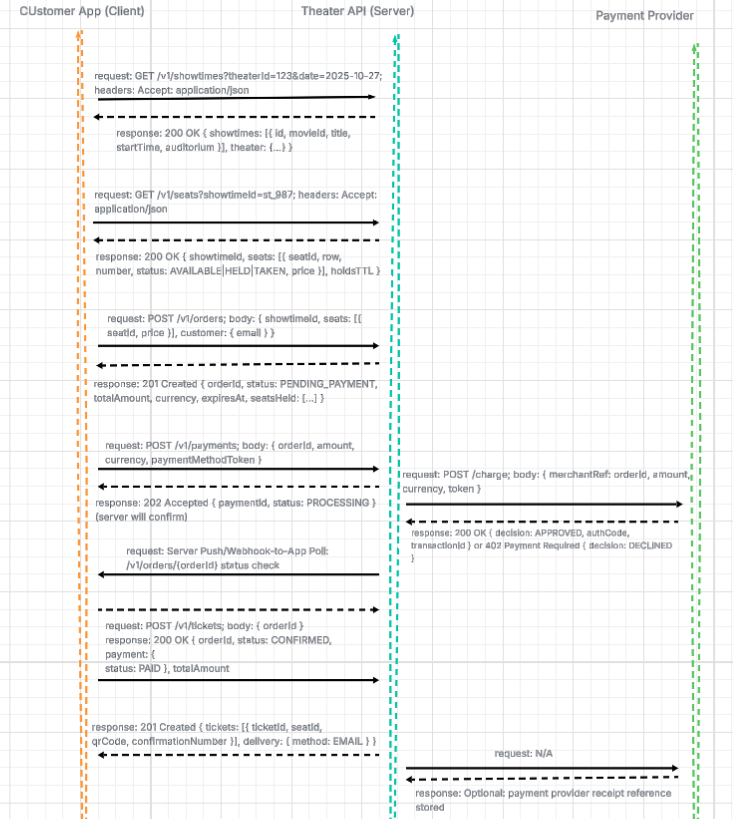 CUstomer App (Client)
Theater API (Server)
Payment Provider
request: GET /v1/showtimes?theaterId=123&date=2025-10-27;
headers: Accept: application/json
response: 200 OK { showtimes: [{ id, movieId, title,
startTime, auditorium }], theater: {...} }
request: GET /v1/seats?showtimeId=st_987; headers: Accept:
application/json
response: 200 OK { showtimeId, seats: [{ seatId, row,
number, status: AVAILABLE|HELD|TAKEN, price }], holdsTTL }
request: POST /v1/orders; body: { showtimeId, seats: [{
seatId, price }], customer: { email } }
response: 201 Created { orderId, status: PENDING_PAYMENT,
totalAmount, currency, expiresAt, seatsHeld: [...] }
request: POST /v1/payments; body: { orderId, amount,
currency, paymentMethodToken }
response: 202 Accepted { paymentId, status: PROCESSING }
(server will confirm)
request: POST /charge; body: { merchantRef: orderId, amount,
currency, token }
response: 200 OK { decision: APPROVED, authCode,
transactionId } or 402 Payment Required { decision: DECLINED
}
request: Server Push/Webhook-to-App Poll:
/v1/orders/{orderId} status check
request: POST /v1/tickets; body: { orderId }
response: 200 OK { orderId, status: CONFIRMED,
payment: {
status: PAID }, totalAmount
response: 201 Created { tickets: [{ ticketId, seatId,
qrCode, confirmationNumber }], delivery: { method: EMAIL } }
request: N/A
response: Optional: payment provider receipt reference
stored